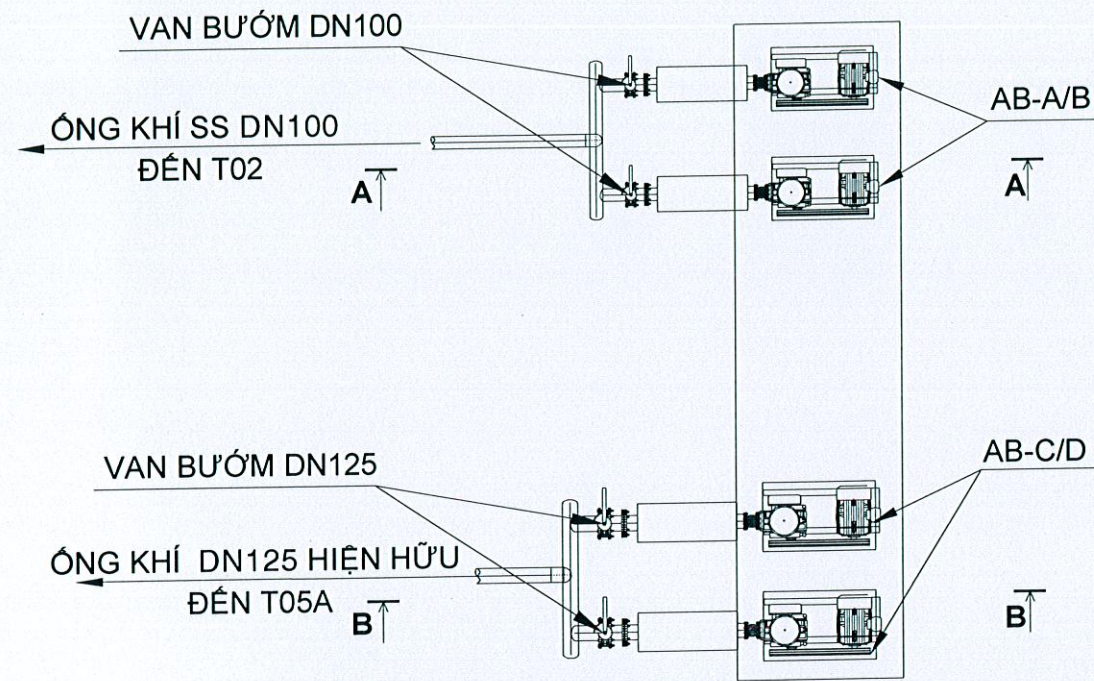 VAN BƯỚM DN100
AB-A/B
ỐNG KHÍ SS DN100
ĐẾN T02
A
A
VAN BƯỚM DN125
AB-C/D
ỐNG KHÍ DN125 HIỆN HỮU
ĐẾN T05A
B
B